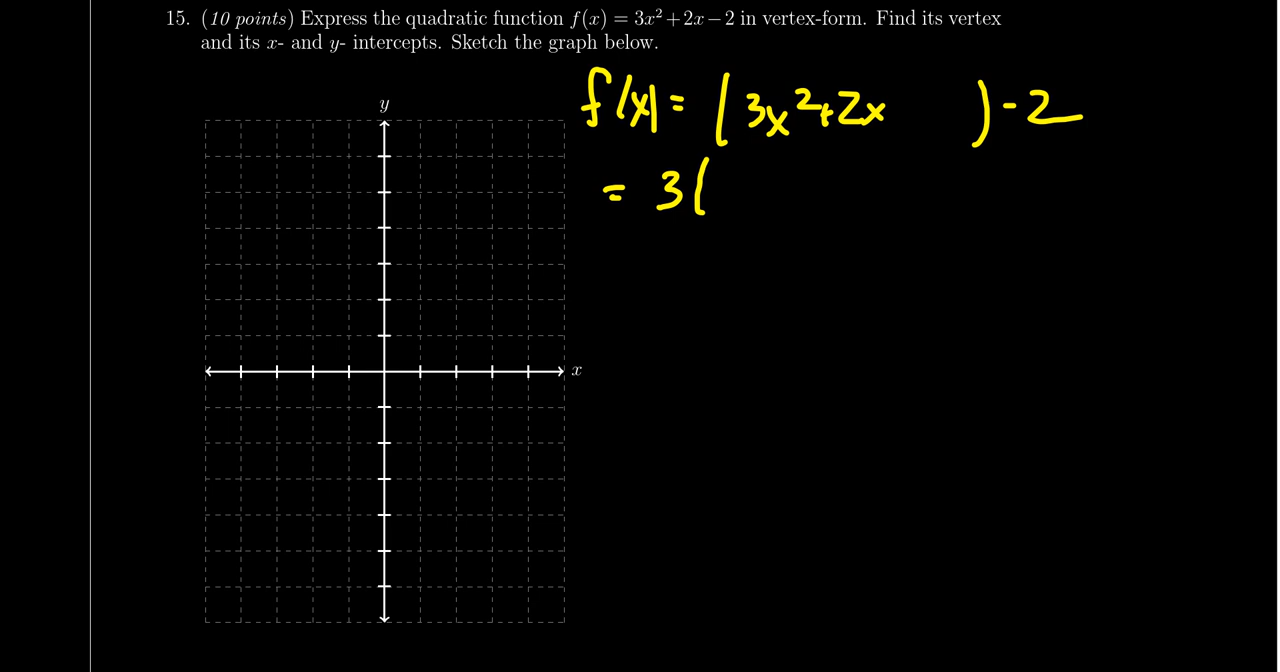 15. (10 points) Express the quadratic function f(x) = 3x² + 2x − 2 in vertex-form. Find its vertex
and its x- and y- intercepts. Sketch the graph below.
y
x
f(x) = ( 3x² + 2x ) - 2
= 3(